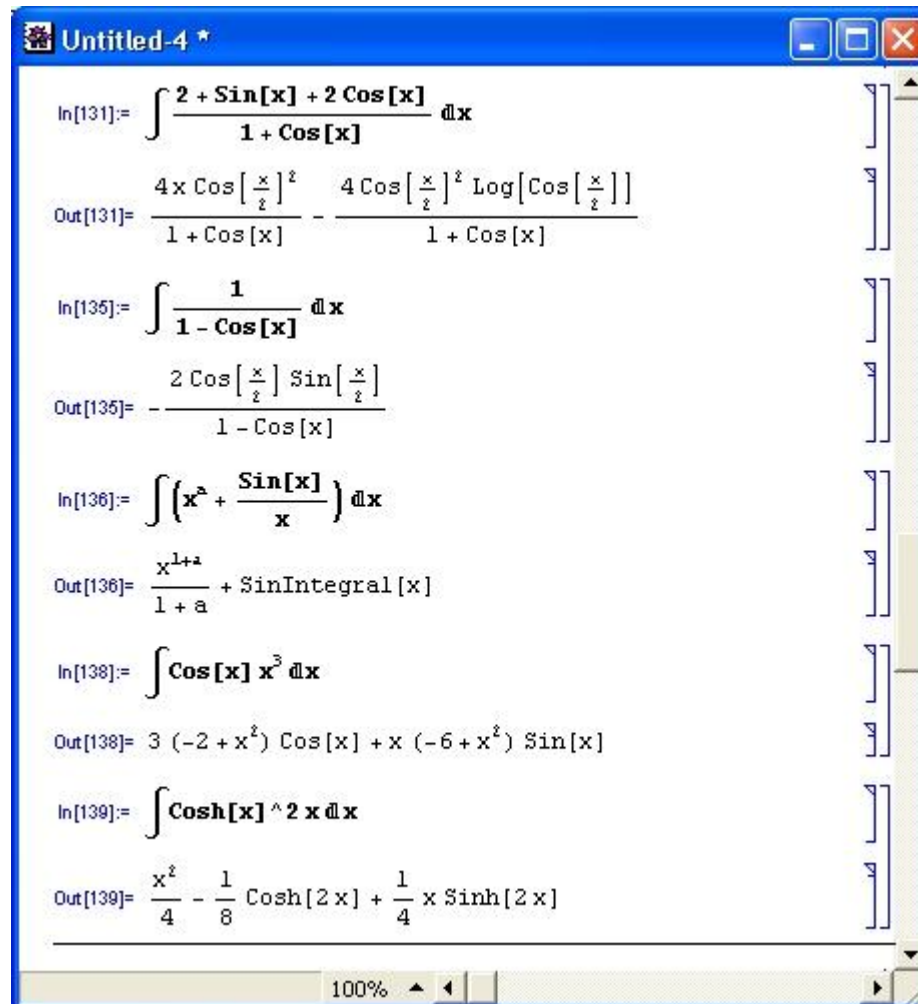 Untitled-4 *
In[131]:= ∫ (2 + Sin[x] + 2 Cos[x])/(1 + Cos[x]) ⅆx
Out[131]= (4 x Cos[x/2]^2)/(1 + Cos[x]) - (4 Cos[x/2]^2 Log[Cos[x/2]])/(1 + Cos[x])
In[135]:= ∫ 1/(1 - Cos[x]) ⅆx
Out[135]= -(2 Cos[x/2] Sin[x/2])/(1 - Cos[x])
In[136]:= ∫ (x^a + Sin[x]/x) ⅆx
Out[136]= x^(1+a)/(1 + a) + SinIntegral[x]
In[138]:= ∫ Cos[x] x³ ⅆx
Out[138]= 3 (-2 + x²) Cos[x] + x (-6 + x²) Sin[x]
In[139]:= ∫ Cosh[x] ^ 2 x ⅆx
Out[139]= x²/4 - 1/8 Cosh[2 x] + 1/4 x Sinh[2 x]
100%